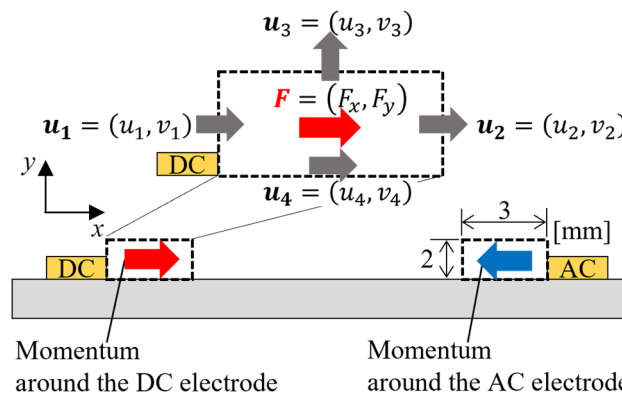 u₃ = (u₃, v₃)
F = (Fₓ, Fᵧ)
u₁ = (u₁, v₁)
u₂ = (u₂, v₂)
DC
u₄ = (u₄, v₄)
y
x
3
[mm]
2
DC
AC
Momentum
around the DC electrode
Momentum
around the AC electrode